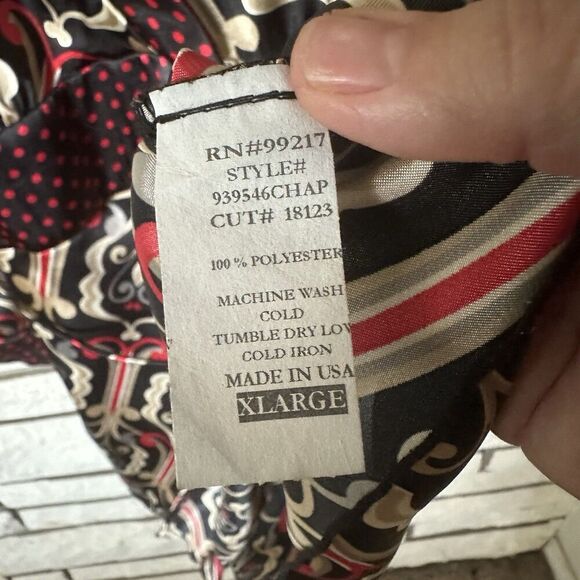 RN#99217
STYLE#
939546CHAP
CUT# 18123
100 % POLYESTER
MACHINE WASH
COLD
TUMBLE DRY LOW
COLD IRON
MADE IN USA
XLARGE